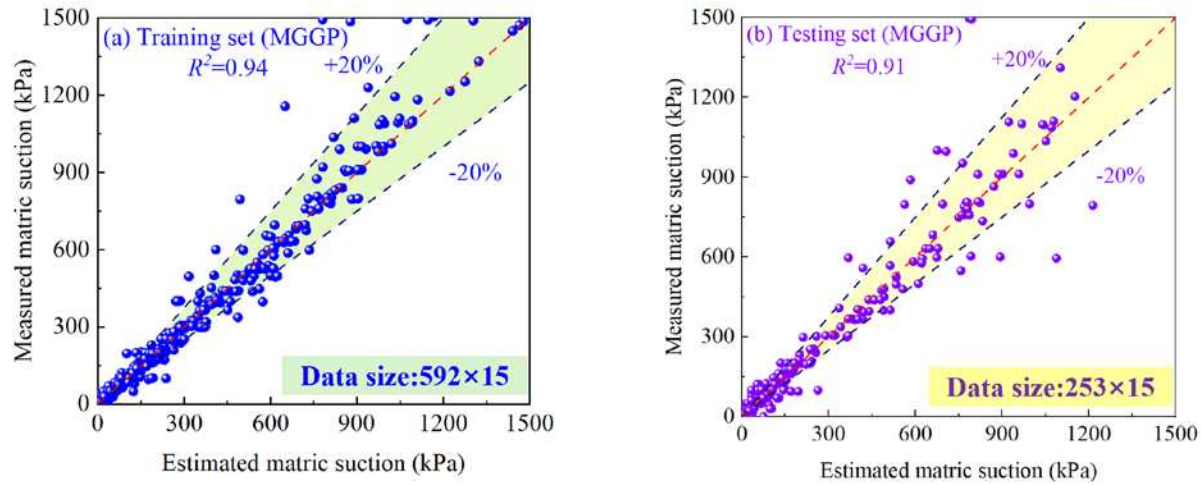 (a) Training set (MGGP)
R²=0.94
+20%
-20%
Data size:592×15
Measured matric suction (kPa)
1500
1200
900
600
300
0
0 300 600 900 1200 1500
Estimated matric suction (kPa)
(b) Testing set (MGGP)
R²=0.91
+20%
-20%
Data size:253×15
Measured matric suction (kPa)
1500
1200
900
600
300
0
0 300 600 900 1200 1500
Estimated matric suction (kPa)